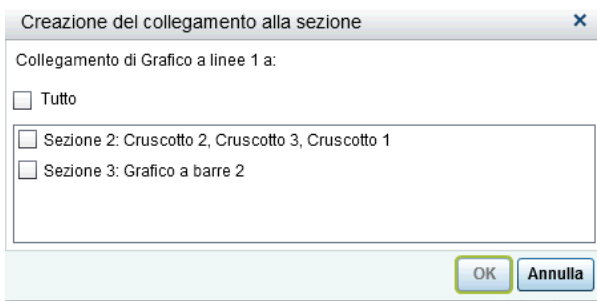 Creazione del collegamento alla sezione
Collegamento di Grafico a linee 1 a:
Tutto
Sezione 2: Cruscotto 2, Cruscotto 3, Cruscotto 1
Sezione 3: Grafico a barre 2
OK Annulla